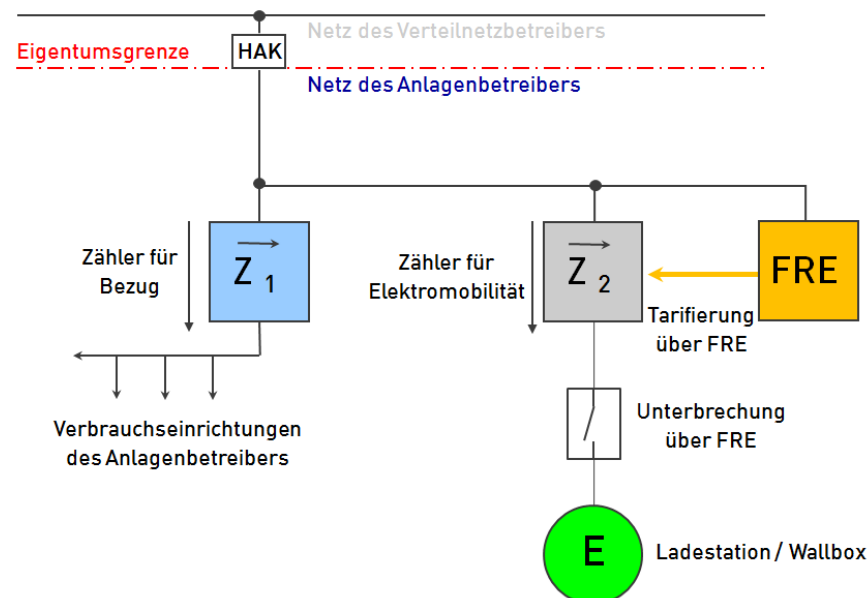 Netz des Verteilnetzbetreibers
Eigentumsgrenze
HAK
Netz des Anlagenbetreibers
Zähler für
Bezug
Z 1
Zähler für
Elektromobilität
Z 2
FRE
Tarifierung
über FRE
Verbrauchseinrichtungen
des Anlagenbetreibers
Unterbrechung
über FRE
E
Ladestation / Wallbox